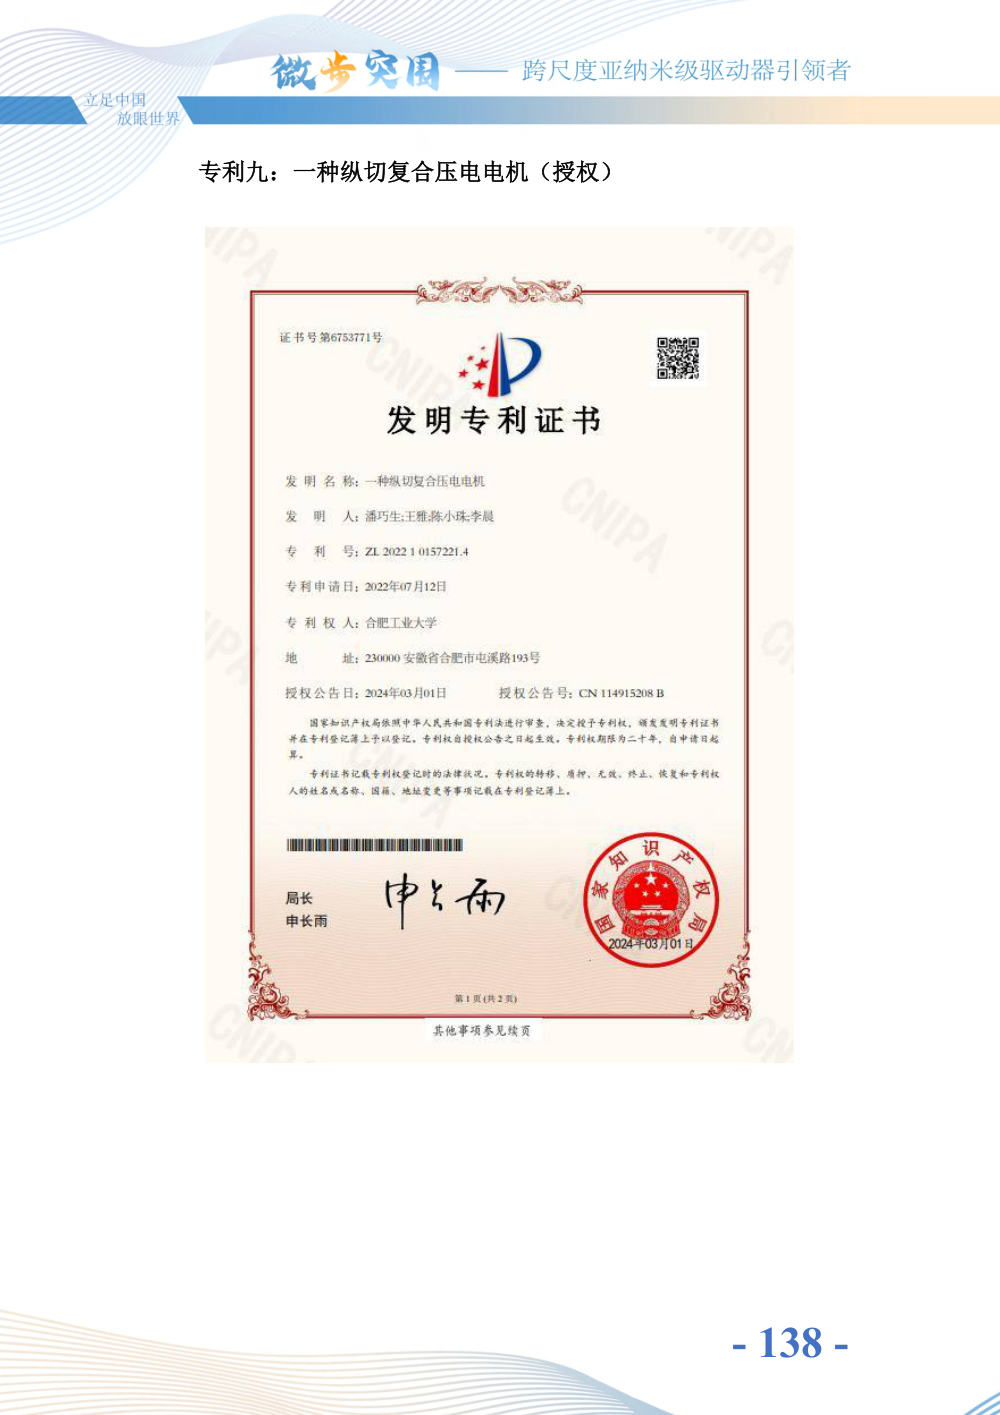 微步突围 —— 跨尺度亚纳米级驱动器引领者
立足中国
放眼世界
专利九：一种纵切复合压电电机（授权）
证书号第6753771号
发明专利证书
发明名称：一种纵切复合压电电机
发明人：潘巧生;王雅;陈小珠;李晨
专利号：ZL 2022 1 0157221.4
专利申请日：2022年07月12日
专利权人：合肥工业大学
地址：230000 安徽省合肥市屯溪路193号
授权公告日：2024年03月01日 授权公告号：CN 114915208 B
国家知识产权局依照中华人民共和国专利法进行审查，决定授予专利权，颁发发明专利证书
并在专利登记簿上予以登记。专利权自授权公告之日起生效。专利权期限为二十年，自申请日起
算。
专利证书记载专利权登记时的法律状况。专利权的转移、质押、无效、终止、恢复和专利权
人的姓名或名称、国籍、地址变更等事项记载在专利登记簿上。
局长
申长雨
申长雨
国家知识产权局
2024年03月01日
第 1 页 (共 2 页)
其他事项参见续页
CNIPA
- 138 -